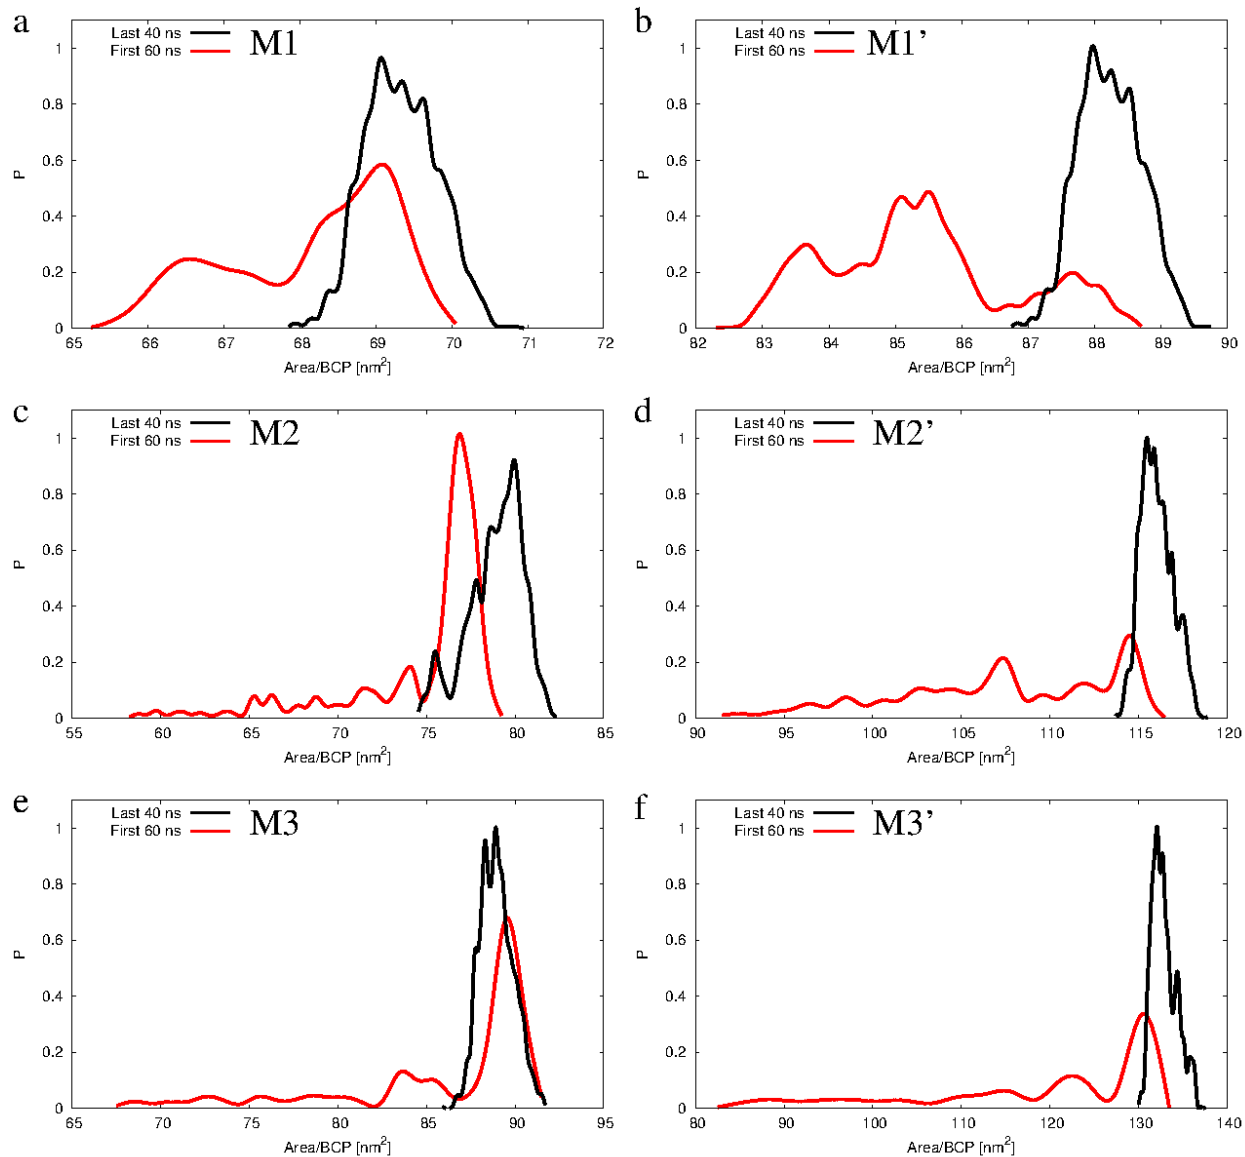 a
Last 40 ns
First 60 ns
M1
1
0.8
0.6
0.4
0.2
0
P
65 66 67 68 69 70 71 72
Area/BCP [nm²]
b
Last 40 ns
First 60 ns
M1’
1
0.8
0.6
0.4
0.2
0
P
82 83 84 85 86 87 88 89 90
Area/BCP [nm²]
c
Last 40 ns
First 60 ns
M2
1
0.8
0.6
0.4
0.2
0
P
55 60 65 70 75 80 85
Area/BCP [nm²]
d
Last 40 ns
First 60 ns
M2’
1
0.8
0.6
0.4
0.2
0
P
90 95 100 105 110 115 120
Area/BCP [nm²]
e
Last 40 ns
First 60 ns
M3
1
0.8
0.6
0.4
0.2
0
P
65 70 75 80 85 90 95
Area/BCP [nm²]
f
Last 40 ns
First 60 ns
M3’
1
0.8
0.6
0.4
0.2
0
P
80 90 100 110 120 130 140
Area/BCP [nm²]